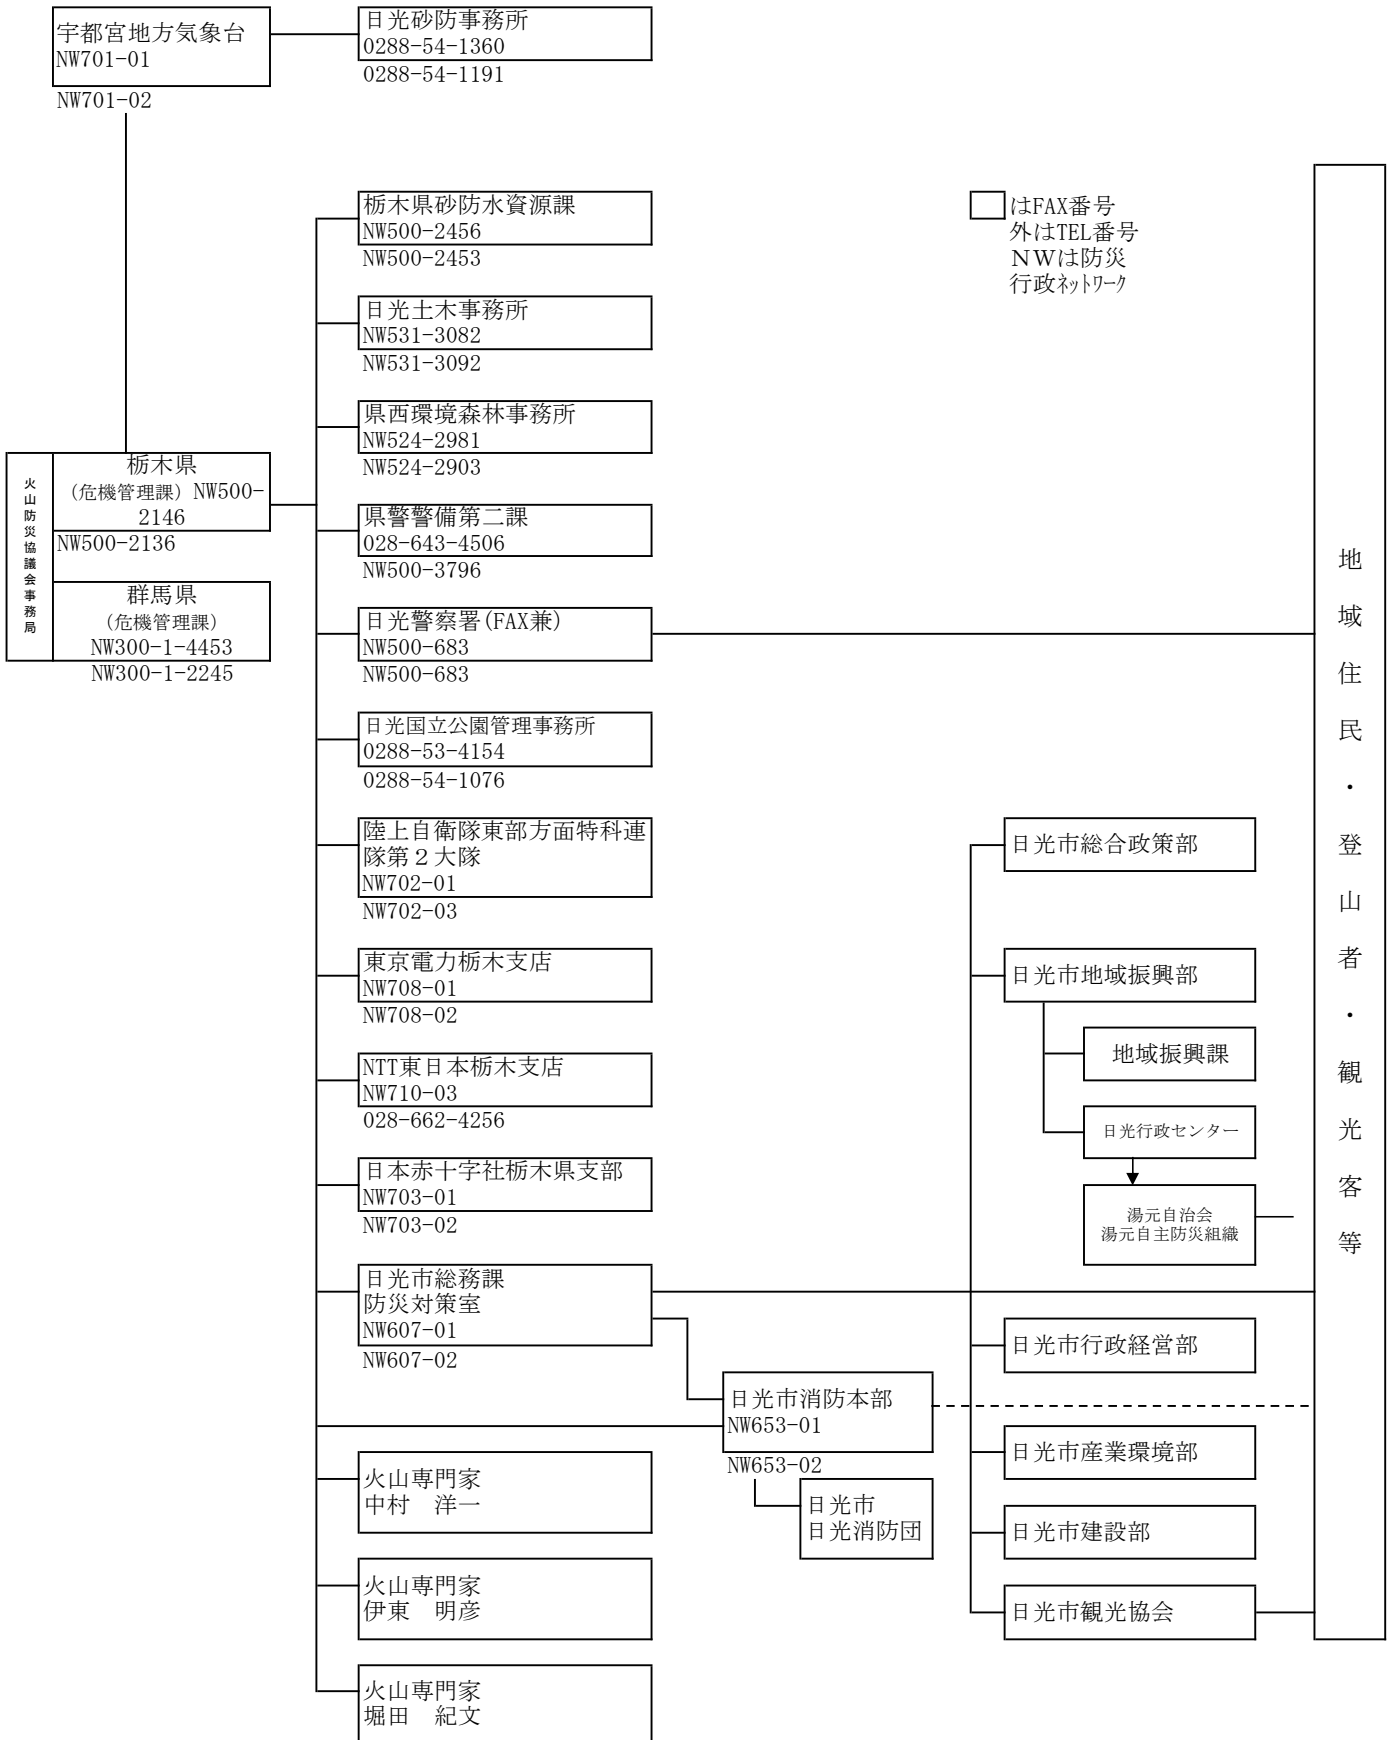 宇都宮地方気象台
NW701-01
NW701-02
日光砂防事務所
0288-54-1360
0288-54-1191
栃木県砂防水資源課
NW500-2456
NW500-2453
はFAX番号
外はTEL番号
NWは防災
行政ネットワーク
日光土木事務所
NW531-3082
NW531-3092
県西環境森林事務所
NW524-2981
NW524-2903
火山防災協議会事務局
栃木県
(危機管理課) NW500-
2146
NW500-2136
群馬県
(危機管理課)
NW300-1-4453
NW300-1-2245
県警警備第二課
028-643-4506
NW500-3796
日光警察署(FAX兼)
NW500-683
NW500-683
日光国立公園管理事務所
0288-53-4154
0288-54-1076
陸上自衛隊東部方面特科連
隊第2大隊
NW702-01
NW702-03
東京電力栃木支店
NW708-01
NW708-02
NTT東日本栃木支店
NW710-03
028-662-4256
日本赤十字社栃木県支部
NW703-01
NW703-02
日光市総務課
防災対策室
NW607-01
NW607-02
日光市消防本部
NW653-01
NW653-02
日光市
日光消防団
火山専門家
中村 洋一
火山専門家
伊東 明彦
火山専門家
堀田 紀文
日光市総合政策部
日光市地域振興部
地域振興課
日光行政センター
湯元自治会
湯元自主防災組織
日光市行政経営部
日光市産業環境部
日光市建設部
日光市観光協会
地域住民・登山者・観光客等